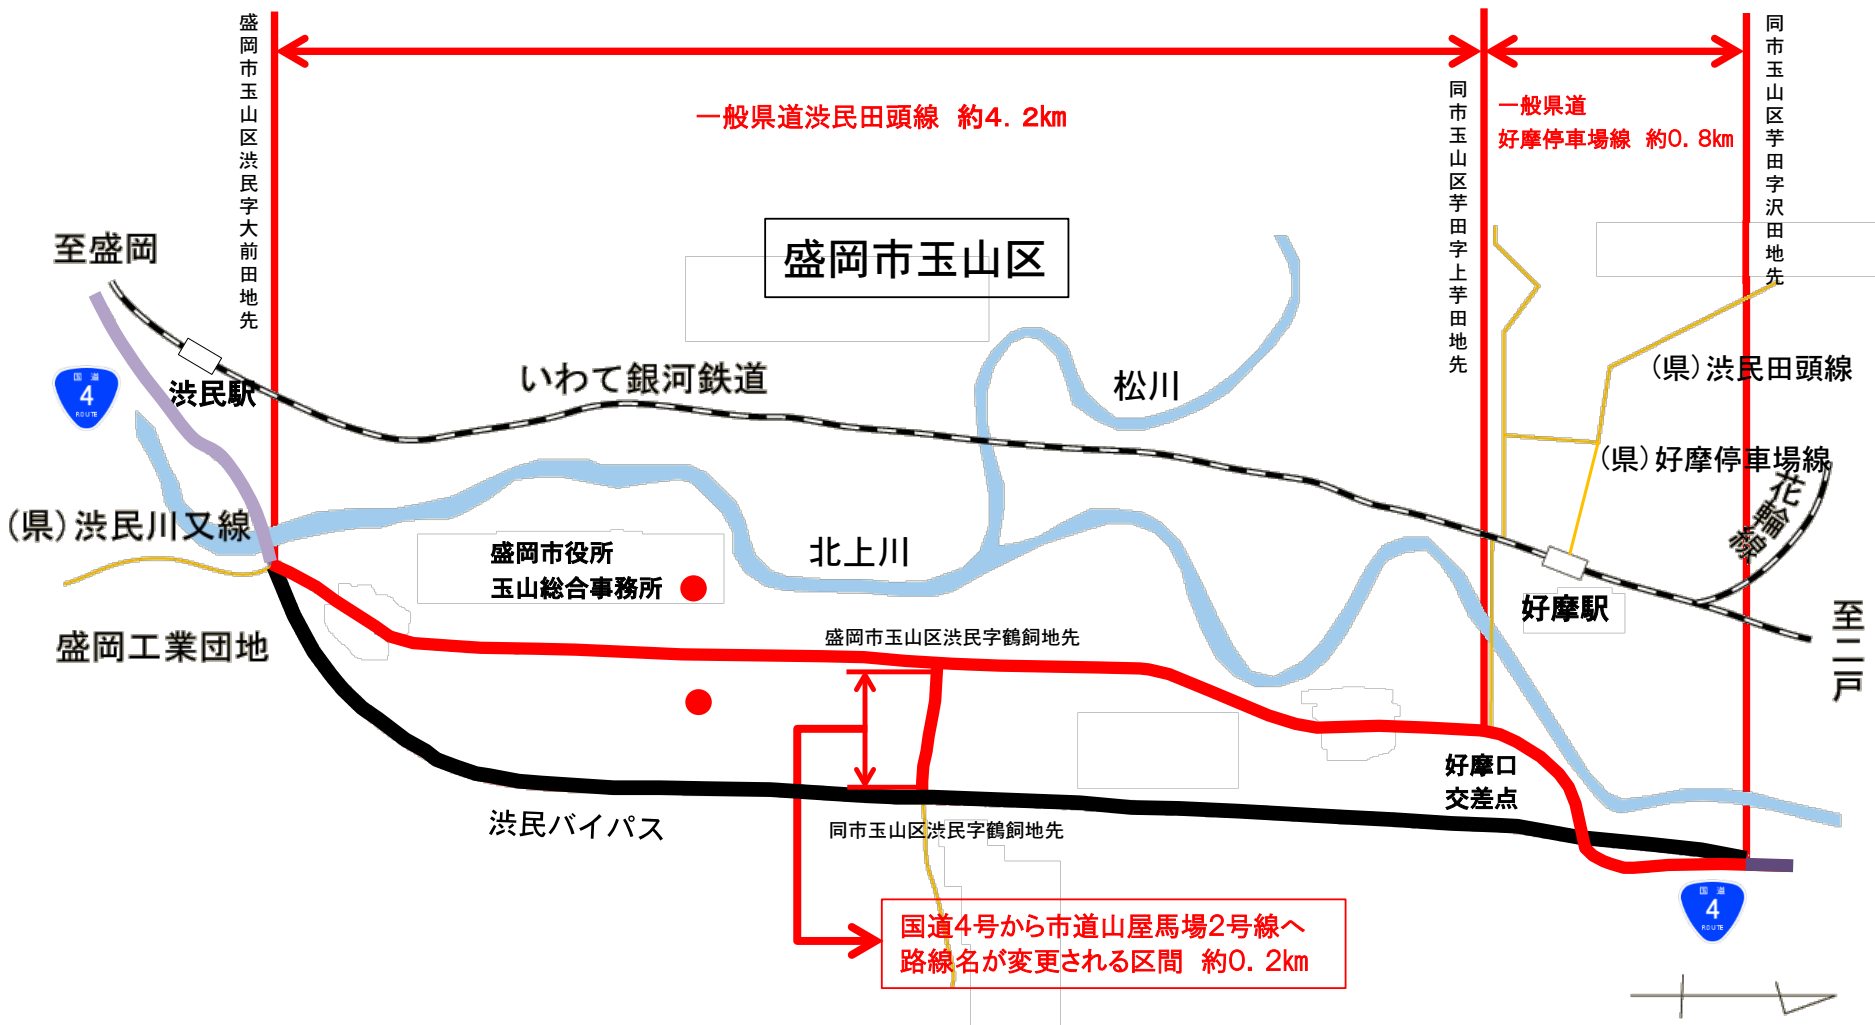 盛岡市玉山区渋民字大前田地先
一般県道渋民田頭線 約4.2km
同市玉山区芋田字上芋田地先
一般県道
好摩停車場線 約0.8km
同市玉山区芋田字沢田地先
盛岡市玉山区
至盛岡
国道
4
ROUTE
渋民駅
いわて銀河鉄道
松川
(県)渋民田頭線
(県)好摩停車場線
花輪線
(県)渋民川又線
盛岡市役所
玉山総合事務所
北上川
好摩駅
至二戸
盛岡工業団地
盛岡市玉山区渋民字鶴飼地先
好摩口
交差点
渋民バイパス
同市玉山区渋民字鶴飼地先
国道4号から市道山屋馬場2号線へ
路線名が変更される区間 約0.2km
国道
4
ROUTE